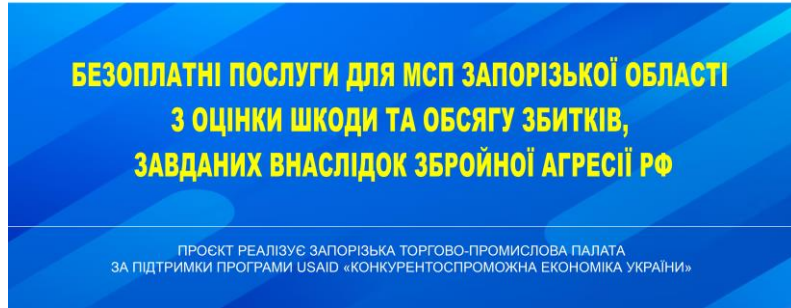 БЕЗОПЛАТНІ ПОСЛУГИ ДЛЯ МСП ЗАПОРІЗЬКОЇ ОБЛАСТІ
З ОЦІНКИ ШКОДИ ТА ОБСЯГУ ЗБИТКІВ,
ЗАВДАНИХ ВНАСЛІДОК ЗБРОЙНОЇ АГРЕСІЇ РФ
ПРОЄКТ РЕАЛІЗУЄ ЗАПОРІЗЬКА ТОРГОВО-ПРОМИСЛОВА ПАЛАТА
ЗА ПІДТРИМКИ ПРОГРАМИ USAID «КОНКУРЕНТОСПРОМОЖНА ЕКОНОМІКА УКРАЇНИ»